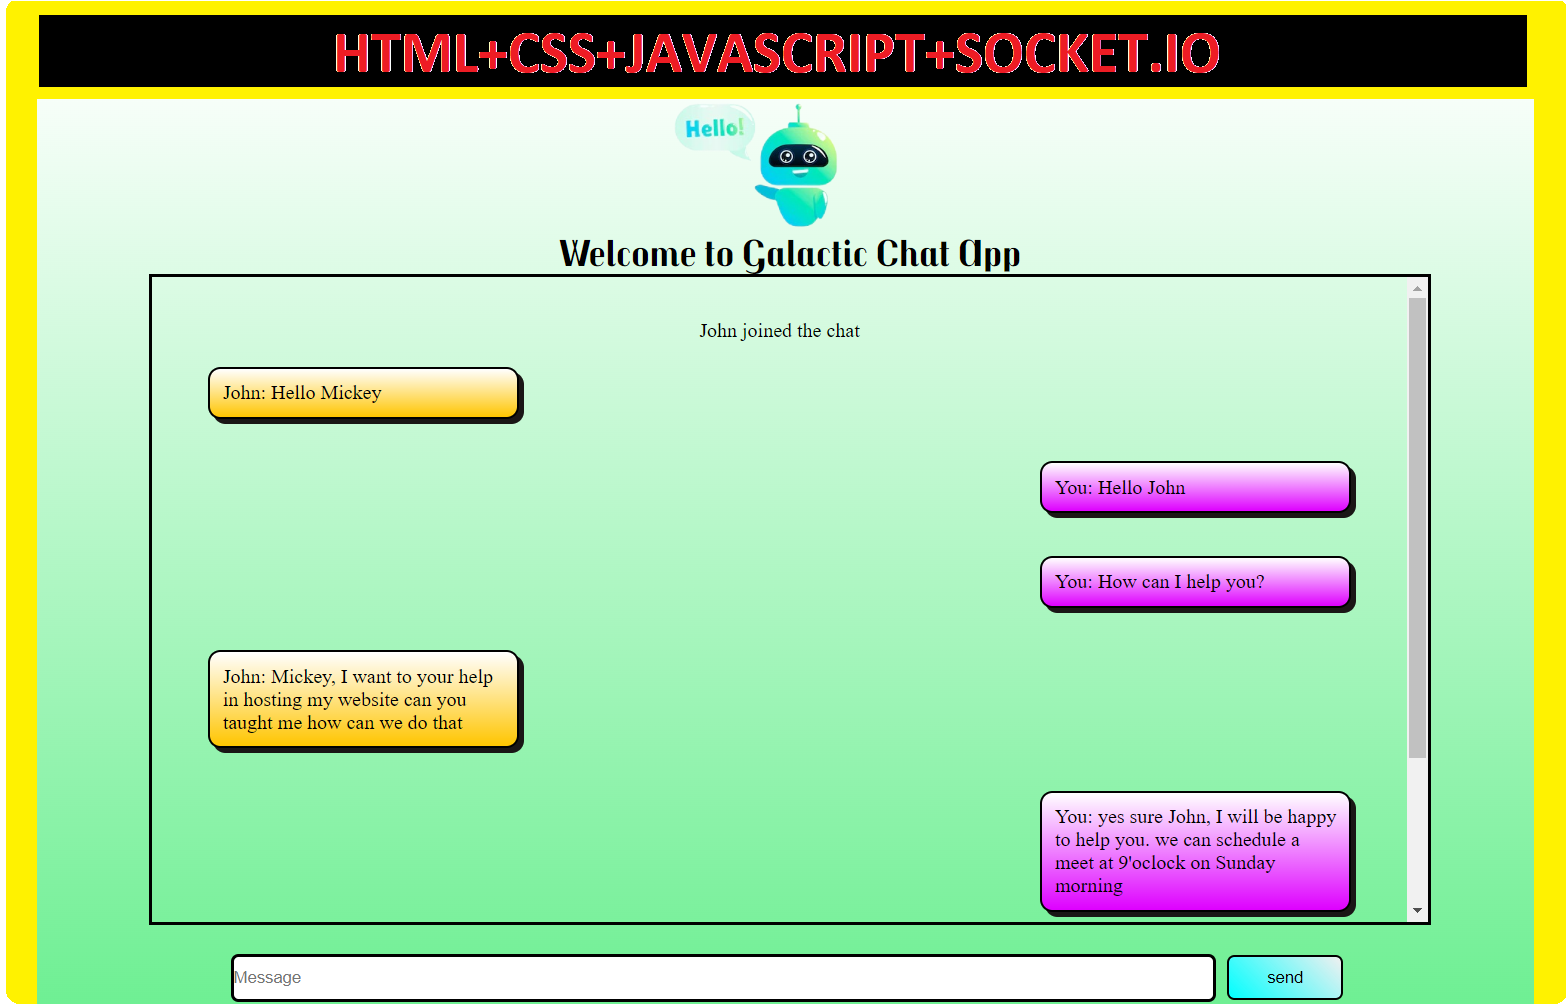 HTML+CSS+JAVASCRIPT+SOCKET.IO
Hello!
Welcome to Galactic Chat App
John joined the chat
John: Hello Mickey
You: Hello John
You: How can I help you?
John: Mickey, I want to your help
in hosting my website can you
taught me how can we do that
You: yes sure John, I will be happy
to help you. we can schedule a
meet at 9'oclock on Sunday
morning
Message
send